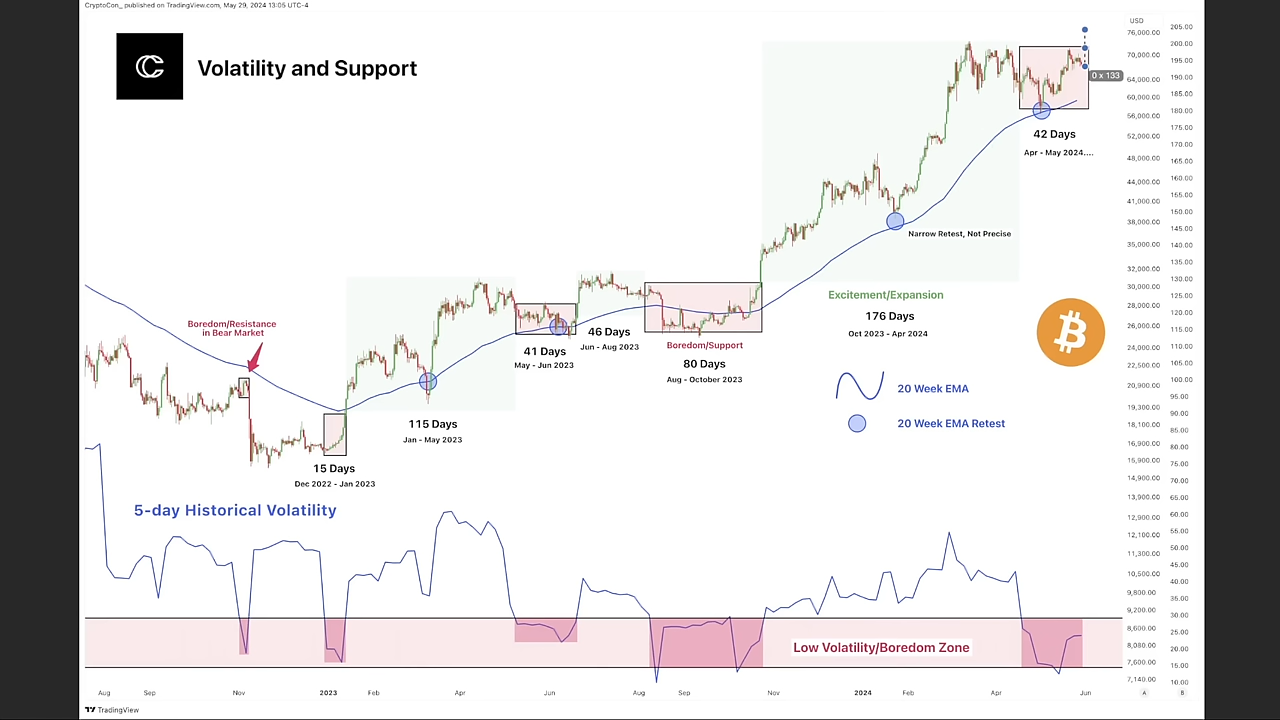 CryptoCon_ published on TradingView.com, May 29, 2024 13:05 UTC-4
Volatility and Support
USD
76,000.00
70,000.00
64,000.00
60,000.00
56,000.00
52,000.00
48,000.00
44,000.00
41,000.00
38,000.00
35,000.00
32,000.00
30,000.00
28,000.00
26,000.00
24,000.00
22,500.00
20,900.00
19,300.00
18,100.00
16,900.00
15,900.00
14,900.00
13,900.00
12,900.00
12,100.00
11,300.00
10,500.00
9,800.00
9,200.00
8,600.00
8,080.00
7,600.00
7,140.00
205.00
200.00
195.00
190.00
185.00
180.00
175.00
170.00
165.00
160.00
155.00
150.00
145.00
140.00
135.00
130.00
125.00
120.00
115.00
110.00
105.00
100.00
95.00
90.00
85.00
80.00
75.00
70.00
65.00
60.00
55.00
50.00
45.00
40.00
35.00
30.00
25.00
20.00
15.00
10.00
0 x 133
42 Days
Apr - May 2024....
Narrow Retest, Not Precise
Excitement/Expansion
176 Days
Oct 2023 - Apr 2024
Boredom/Resistance
in Bear Market
46 Days
Jun - Aug 2023
41 Days
May - Jun 2023
Boredom/Support
80 Days
Aug - October 2023
20 Week EMA
20 Week EMA Retest
115 Days
Jan - May 2023
15 Days
Dec 2022 - Jan 2023
5-day Historical Volatility
Low Volatility/Boredom Zone
Aug Sep Nov 2023 Feb Apr Jun Aug Sep Nov 2024 Feb Apr Jun
A B
TradingView